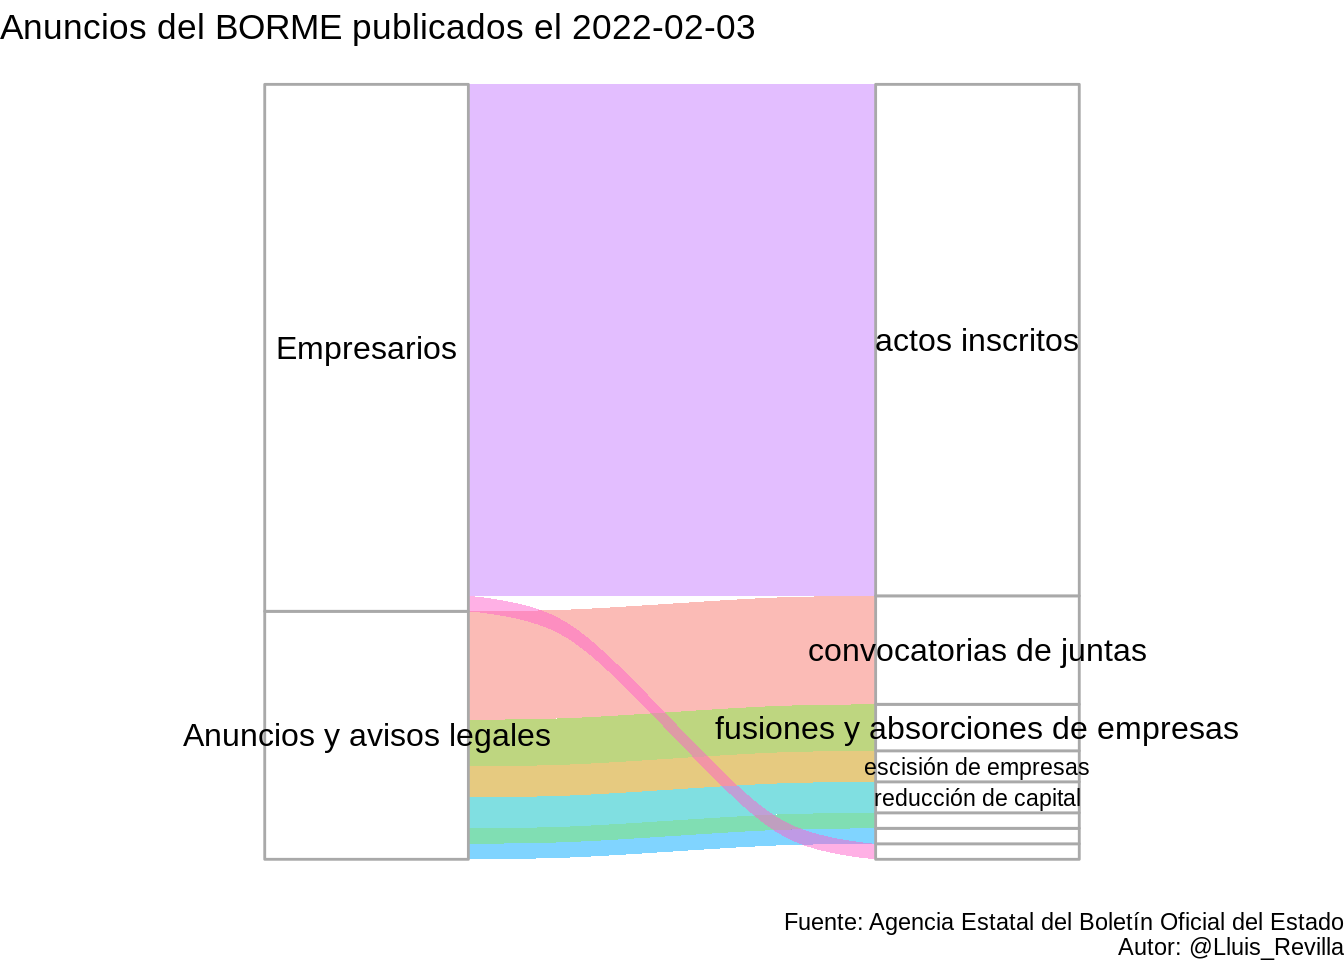 Anuncios del BORME publicados el 2022-02-03
Empresarios
actos inscritos
convocatorias de juntas
Anuncios y avisos legales
fusiones y absorciones de empresas
escisión de empresas
reducción de capital
Fuente: Agencia Estatal del Boletín Oficial del Estado
Autor: @Lluis_Revilla